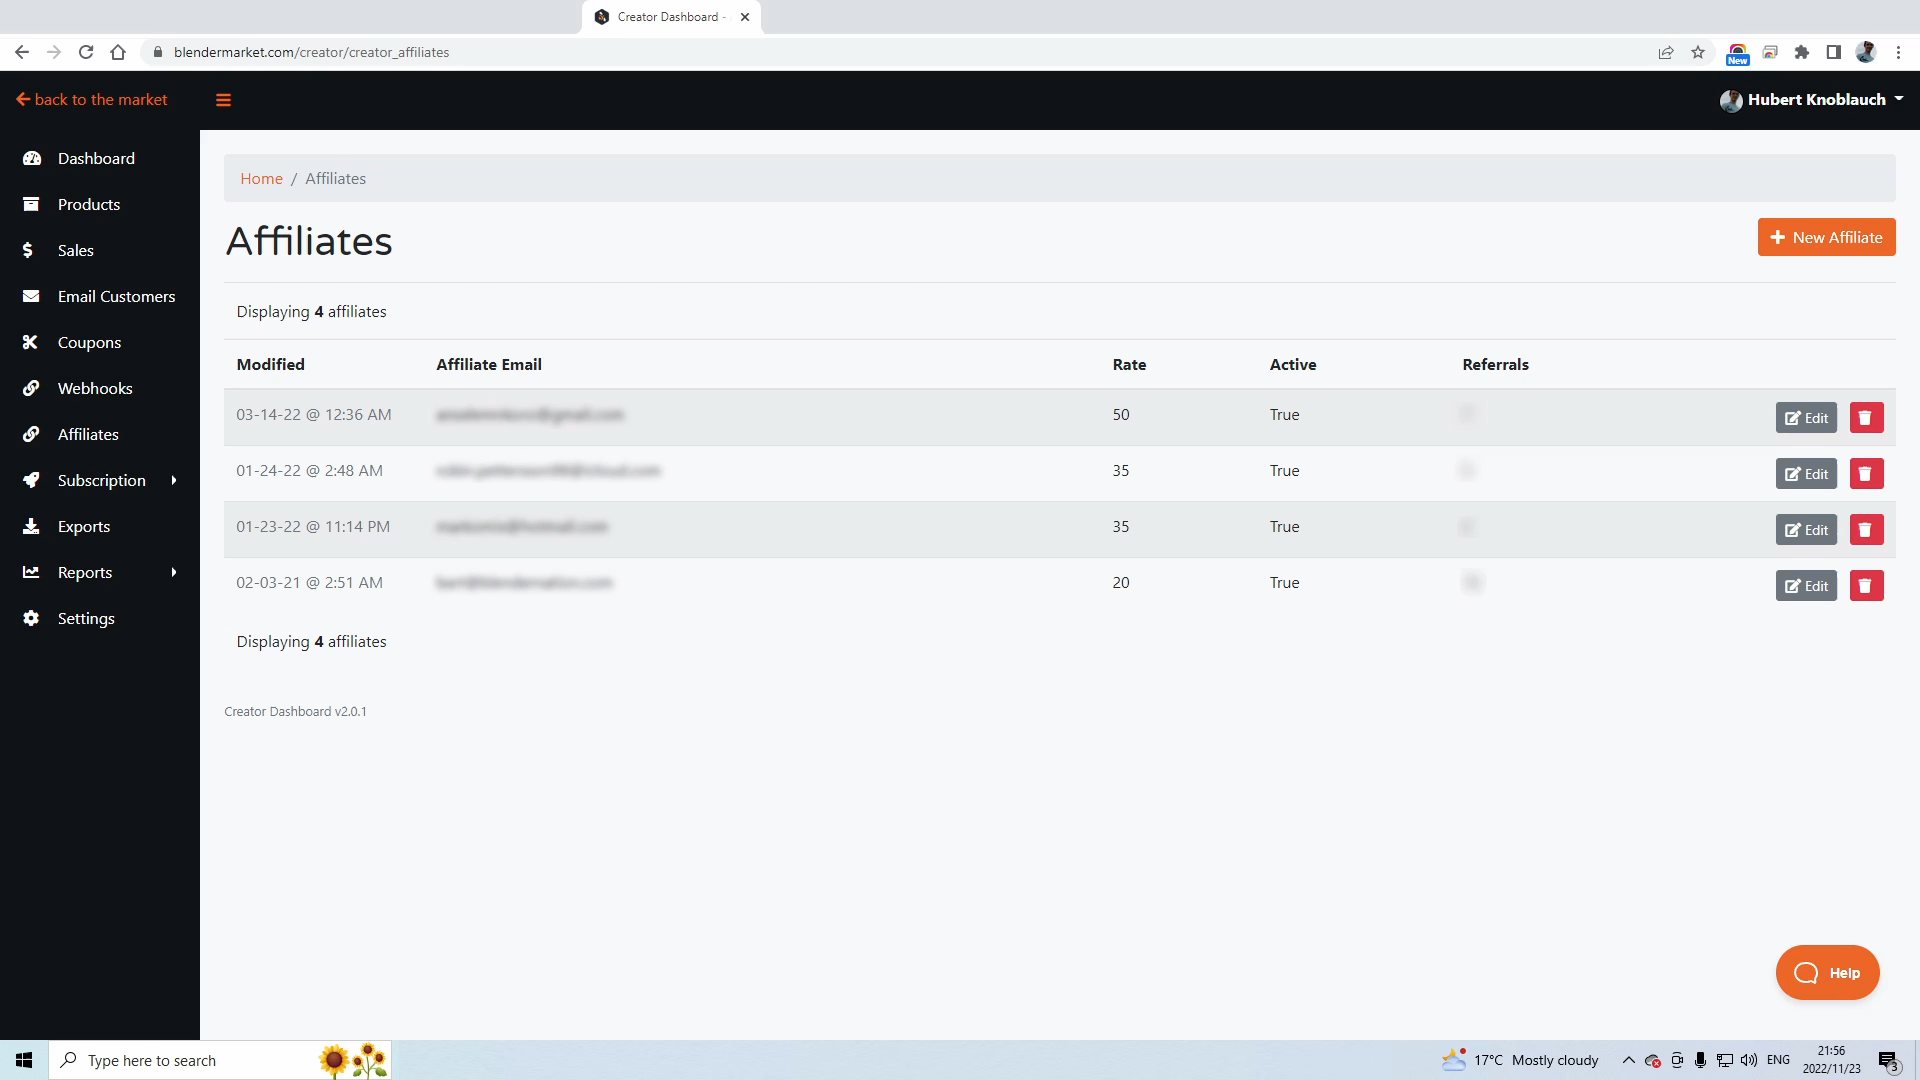 Creator Dashboard -
blendermarket.com/creator/creator_affiliates
New
back to the market
Hubert Knoblauch
Dashboard
Products
Sales
Email Customers
Coupons
Webhooks
Affiliates
Subscription
Exports
Reports
Settings
Home / Affiliates
Affiliates
New Affiliate
Displaying 4 affiliates
Modified Affiliate Email Rate Active Referrals
03-14-22 @ 12:36 AM 50 True Edit
01-24-22 @ 2:48 AM 35 True Edit
01-23-22 @ 11:14 PM 35 True Edit
02-03-21 @ 2:51 AM 20 True Edit
Displaying 4 affiliates
Creator Dashboard v2.0.1
Help
Type here to search
17°C Mostly cloudy
ENG
21:56
2022/11/23
3